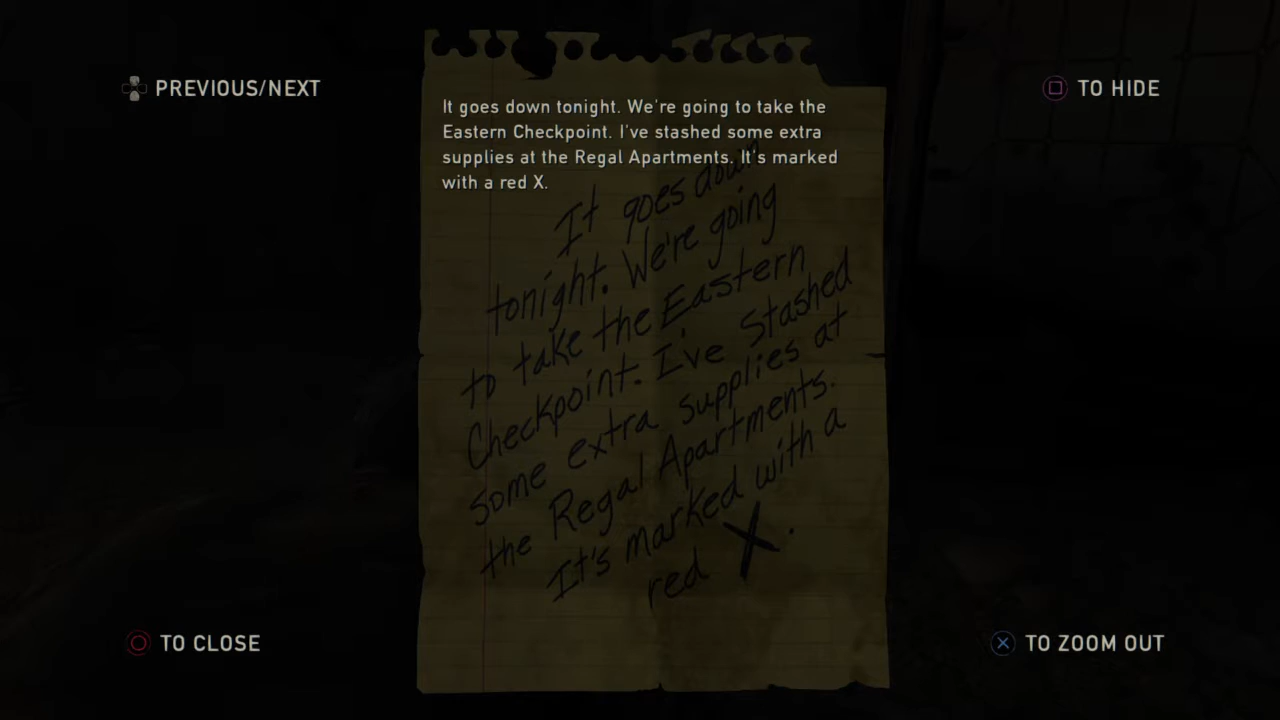 PREVIOUS/NEXT
TO HIDE
It goes down tonight. We're going to take the
Eastern Checkpoint. I've stashed some extra
supplies at the Regal Apartments. It's marked
with a red X.
It goes down
tonight. We're going
to take the Eastern
Checkpoint. I've Stashed
some extra supplies at
the Regal Apartments.
It's marked with a
red X.
TO CLOSE
TO ZOOM OUT